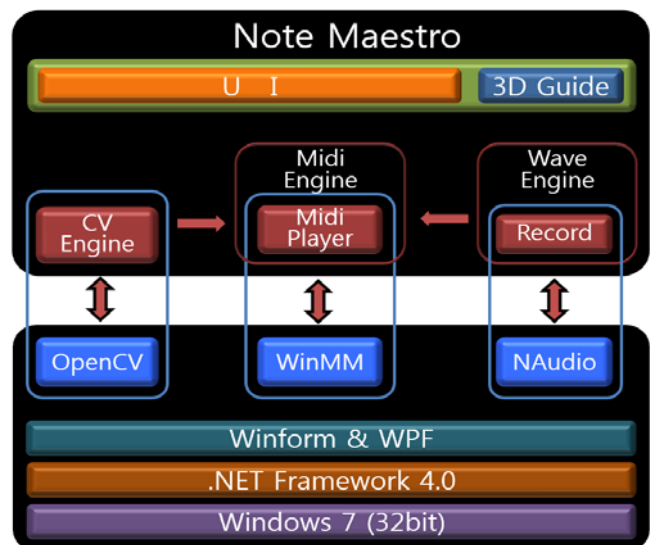 Note Maestro
U I
3D Guide
Midi
Engine
Wave
Engine
CV
Engine
Midi
Player
Record
OpenCV
WinMM
NAudio
Winform & WPF
.NET Framework 4.0
Windows 7 (32bit)